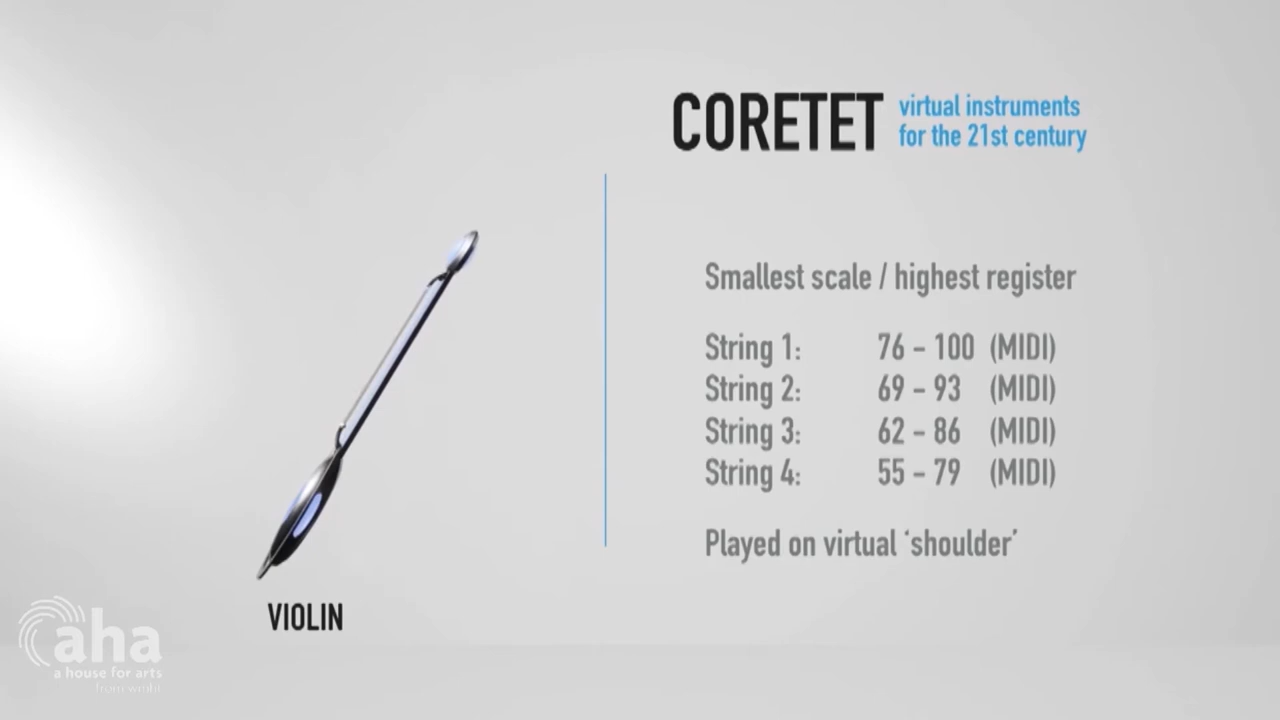 CORETET
virtual instruments
for the 21st century
Smallest scale / highest register
String 1: 76 – 100 (MIDI)
String 2: 69 – 93 (MIDI)
String 3: 62 – 86 (MIDI)
String 4: 55 – 79 (MIDI)
Played on virtual ‘shoulder’
VIOLIN
aha
a house for arts
from wmht